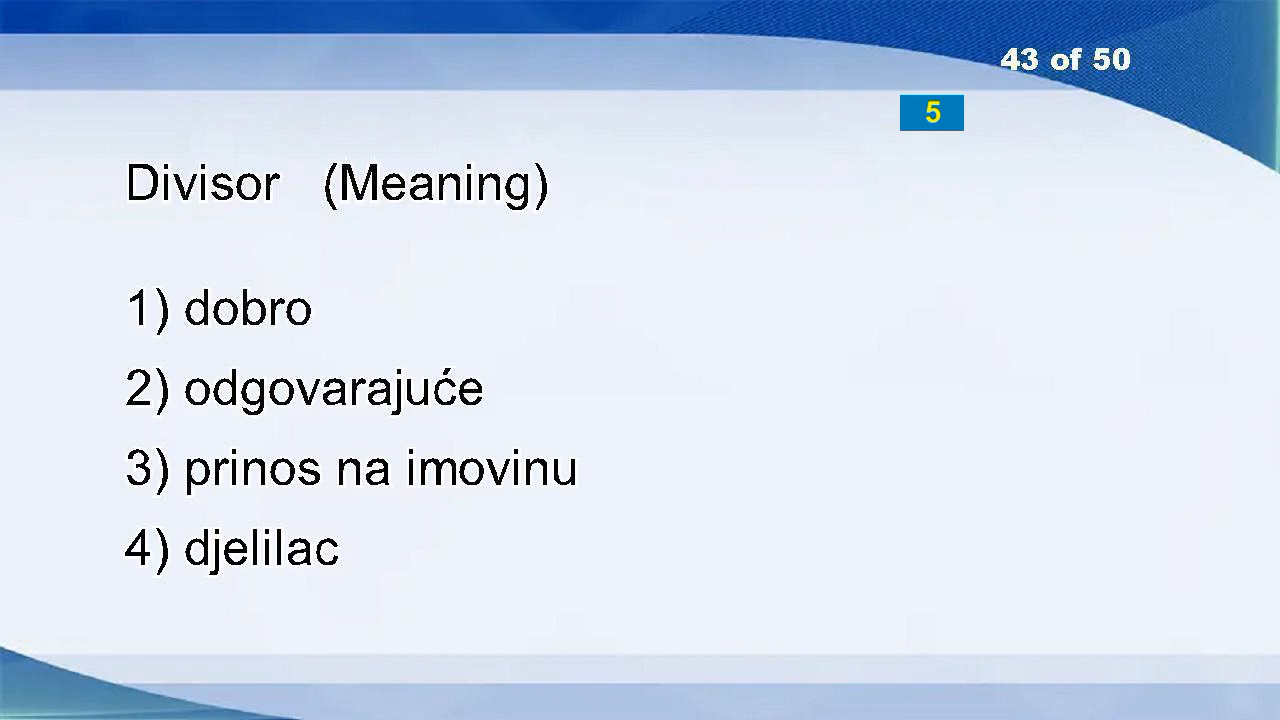 43 of 50
5
Divisor (Meaning)
1) dobro
2) odgovarajuće
3) prinos na imovinu
4) djelilac